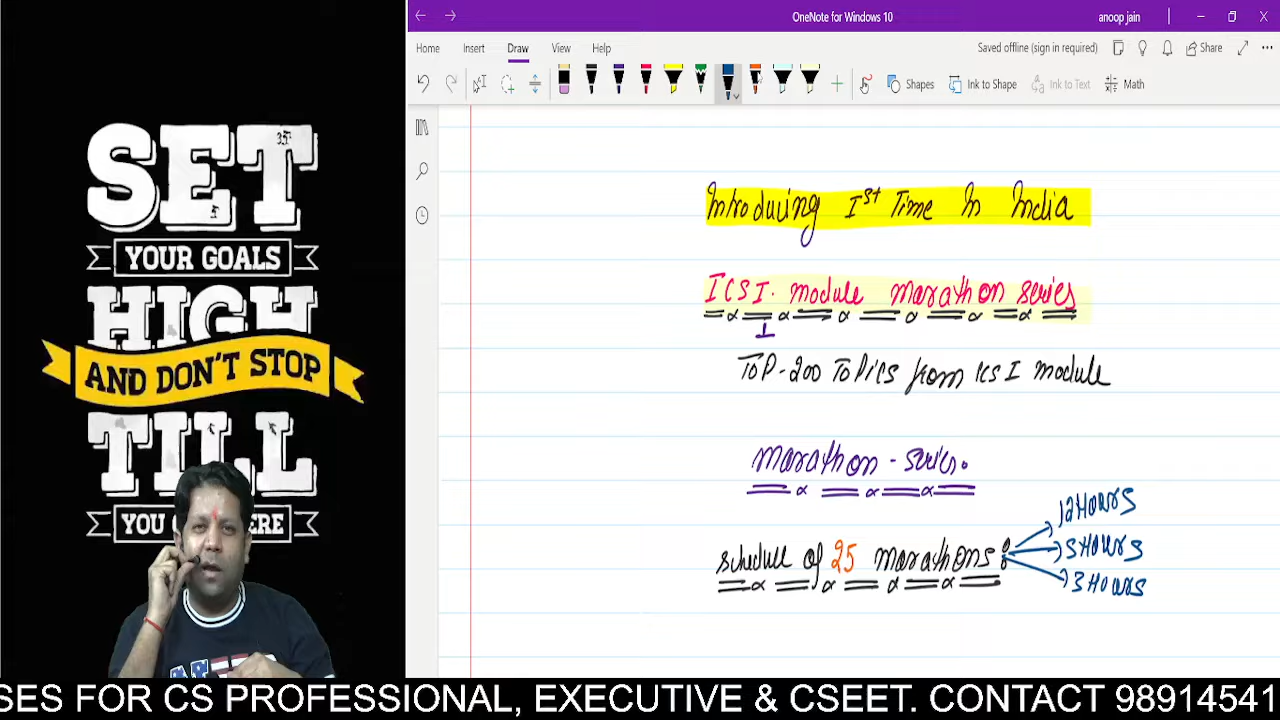 SET
YOUR GOALS
HIGH
AND DON'T STOP
TILL
YOU
ERE
OneNote for Windows 10
anoop jain
Home Insert Draw View Help
Saved offline (sign in required)
Share
Shapes
Ink to Shape
Ink to Text
Math
Introducing Ist Time In India
ICSI. module marathon series
I
TOP-200 TOPICS from ICSI module
marathon - series.
schedule of 25 marathons:
12 HOURS
5 HOURS
3 HOURS
SES FOR CS PROFESSIONAL, EXECUTIVE & CSEET. CONTACT 98914541